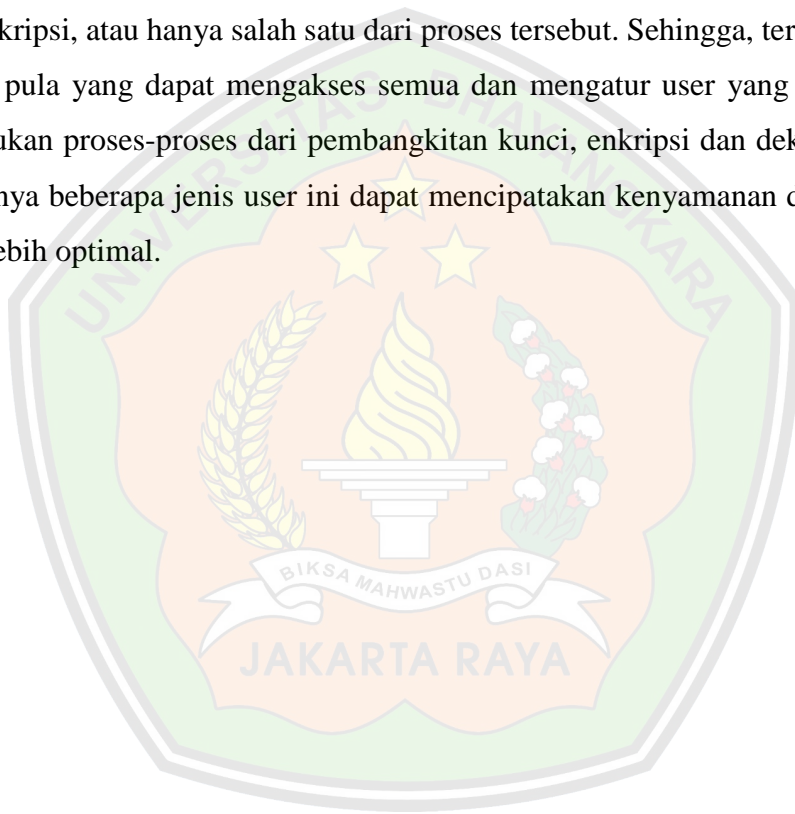 kripsi, atau hanya salah satu dari proses tersebut. Sehingga, ter
pula yang dapat mengakses semua dan mengatur user yang
ukan proses-proses dari pembangkitan kunci, enkripsi dan dek
nya beberapa jenis user ini dapat mencipatakan kenyamanan d
ebih optimal.
UNIVERSITAS BHAYANGKARA
BIKSA MAHWASTU DASI
JAKARTA RAYA